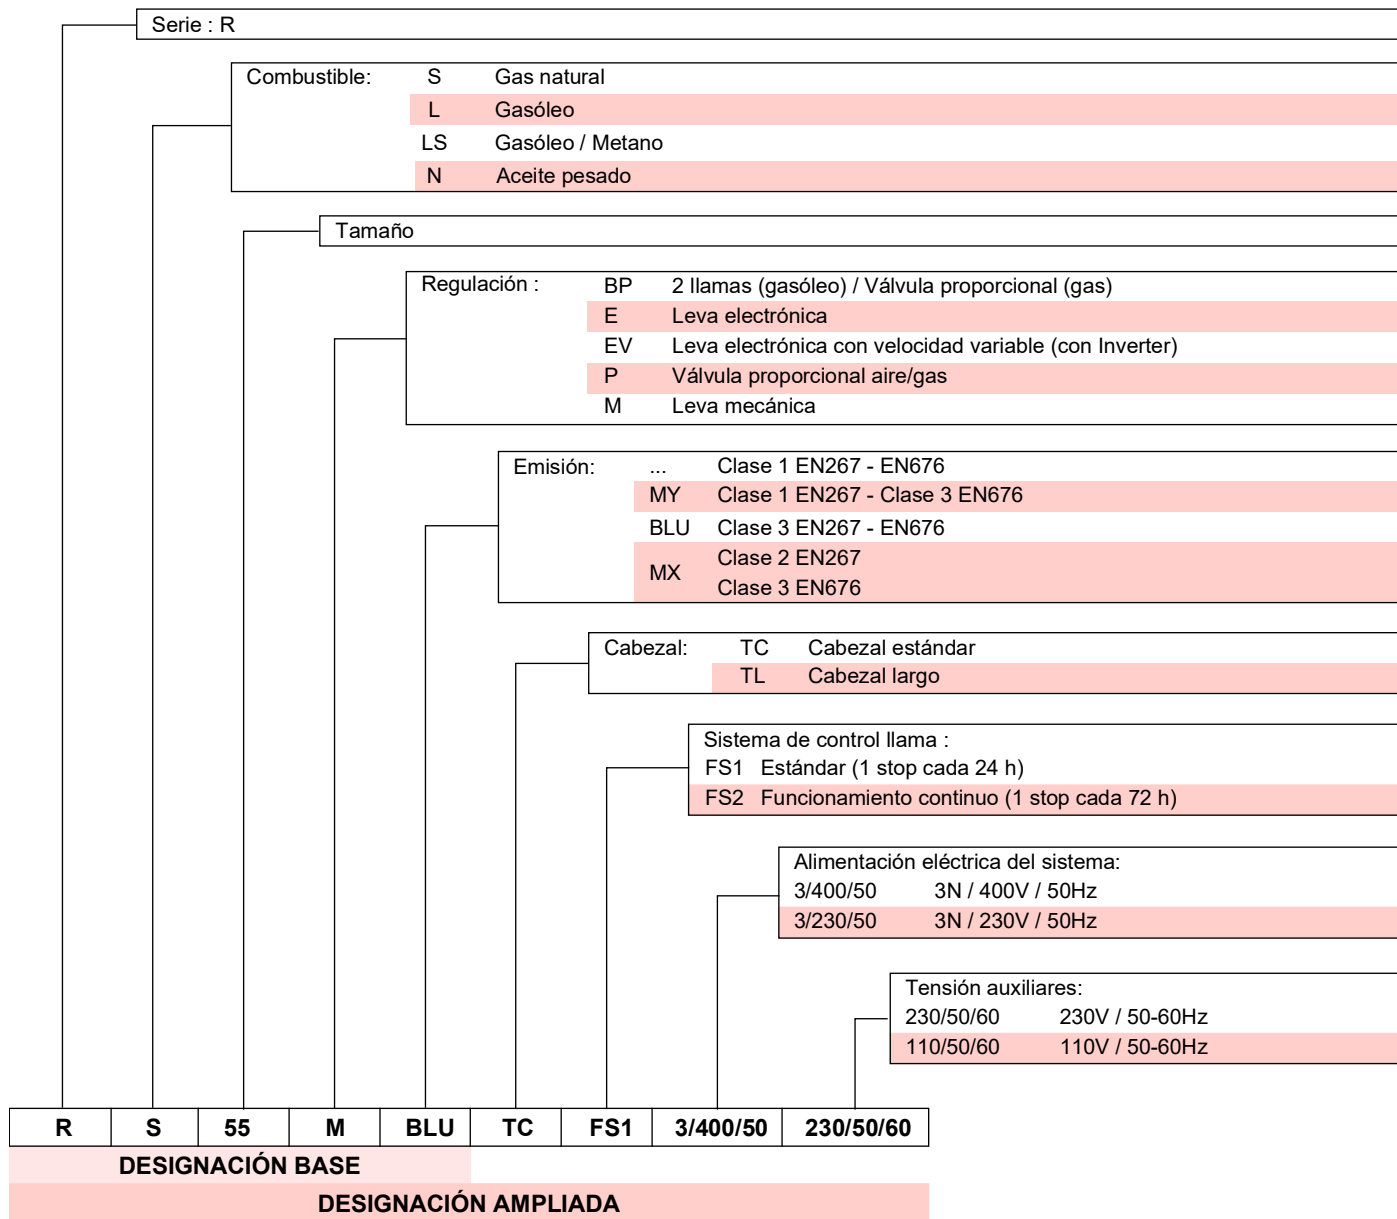 Serie : R
Combustible: S Gas natural
L Gasóleo
LS Gasóleo / Metano
N Aceite pesado
Tamaño
Regulación : BP 2 llamas (gasóleo) / Válvula proporcional (gas)
E Leva electrónica
EV Leva electrónica con velocidad variable (con Inverter)
P Válvula proporcional aire/gas
M Leva mecánica
Emisión: ... Clase 1 EN267 - EN676
MY Clase 1 EN267 - Clase 3 EN676
BLU Clase 3 EN267 - EN676
MX Clase 2 EN267
Clase 3 EN676
Cabezal: TC Cabezal estándar
TL Cabezal largo
Sistema de control llama :
FS1 Estándar (1 stop cada 24 h)
FS2 Funcionamiento continuo (1 stop cada 72 h)
Alimentación eléctrica del sistema:
3/400/50 3N / 400V / 50Hz
3/230/50 3N / 230V / 50Hz
Tensión auxiliares:
230/50/60 230V / 50-60Hz
110/50/60 110V / 50-60Hz
R S 55 M BLU TC FS1 3/400/50 230/50/60
DESIGNACIÓN BASE
DESIGNACIÓN AMPLIADA